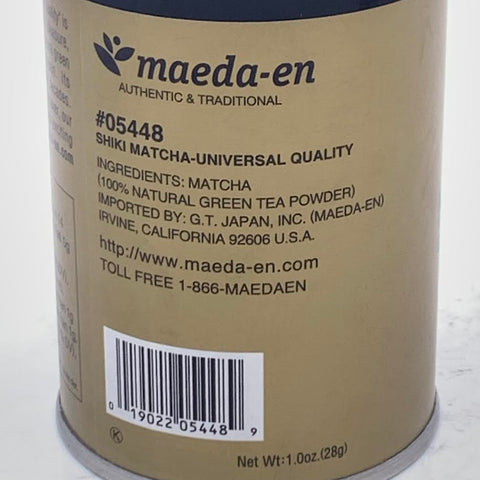 maeda-en
AUTHENTIC & TRADITIONAL
#05448
SHIKI MATCHA-UNIVERSAL QUALITY
INGREDIENTS: MATCHA
(100% NATURAL GREEN TEA POWDER)
IMPORTED BY: G.T. JAPAN, INC. (MAEDA-EN)
IRVINE, CALIFORNIA 92606 U.S.A.
http://www.maeda-en.com
TOLL FREE 1-866-MAEDAEN
0 19022 05448 9
K
Net Wt:1.0oz.(28g)
green